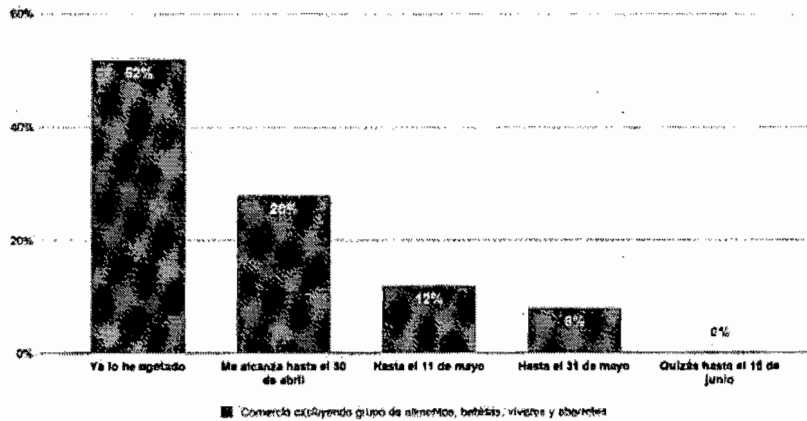 60%
52%
40%
28%
20%
12%
8%
0%
0%
Ya lo he agotado
Me alcanza hasta el 30
de abril
Hasta el 11 de mayo
Hasta el 31 de mayo
Quizás hasta el 15 de
junio
Comercio excluyendo grupo de alimentos, bebidas, víveres y abarrotes